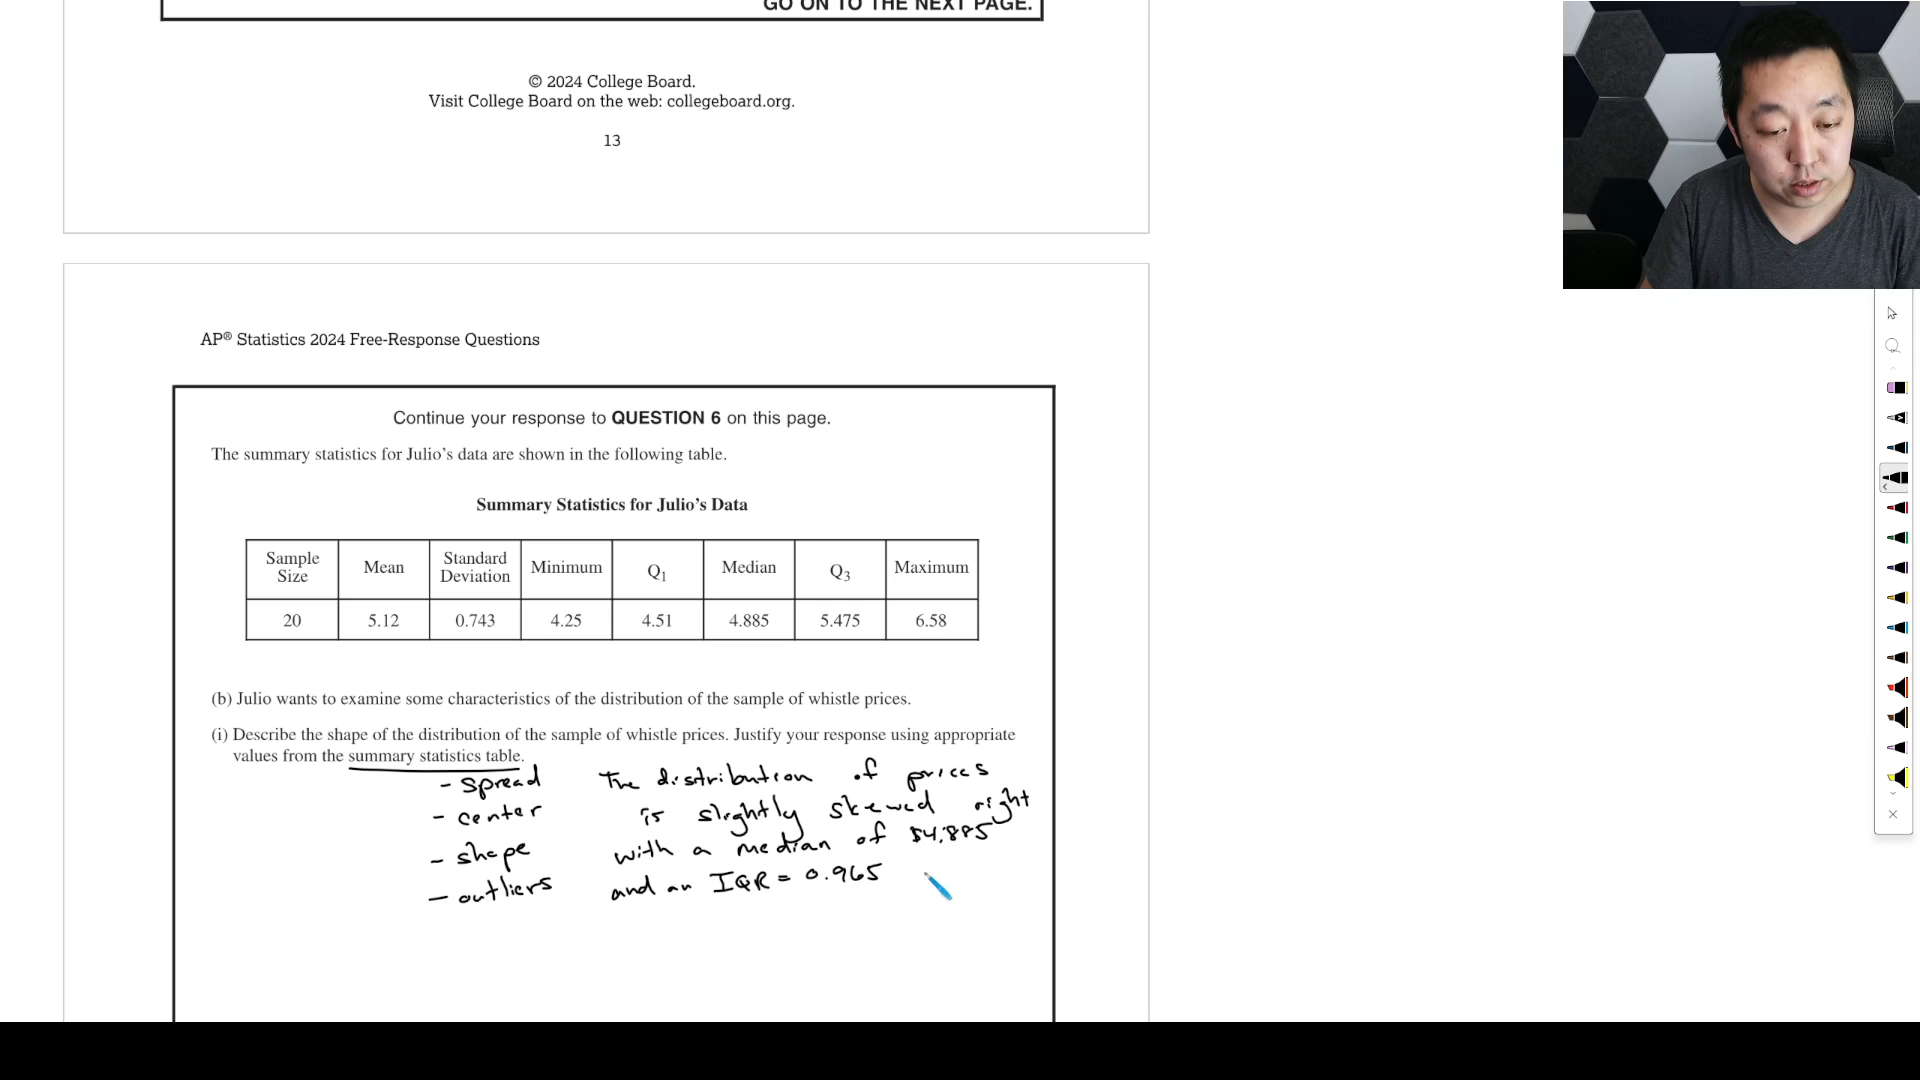 GO ON TO THE NEXT PAGE.
© 2024 College Board.
Visit College Board on the web: collegeboard.org.
13
AP® Statistics 2024 Free-Response Questions
Continue your response to QUESTION 6 on this page.
The summary statistics for Julio's data are shown in the following table.
Summary Statistics for Julio's Data
Sample Size Mean Standard Deviation Minimum Q1 Median Q3 Maximum
20 5.12 0.743 4.25 4.51 4.885 5.475 6.58
(b) Julio wants to examine some characteristics of the distribution of the sample of whistle prices.
(i) Describe the shape of the distribution of the sample of whistle prices. Justify your response using appropriate
values from the summary statistics table.
- spread
- center
- shape
- outliers
The distribution of prices
is slightly skewed right
with a median of $4.885
and an IQR = 0.965